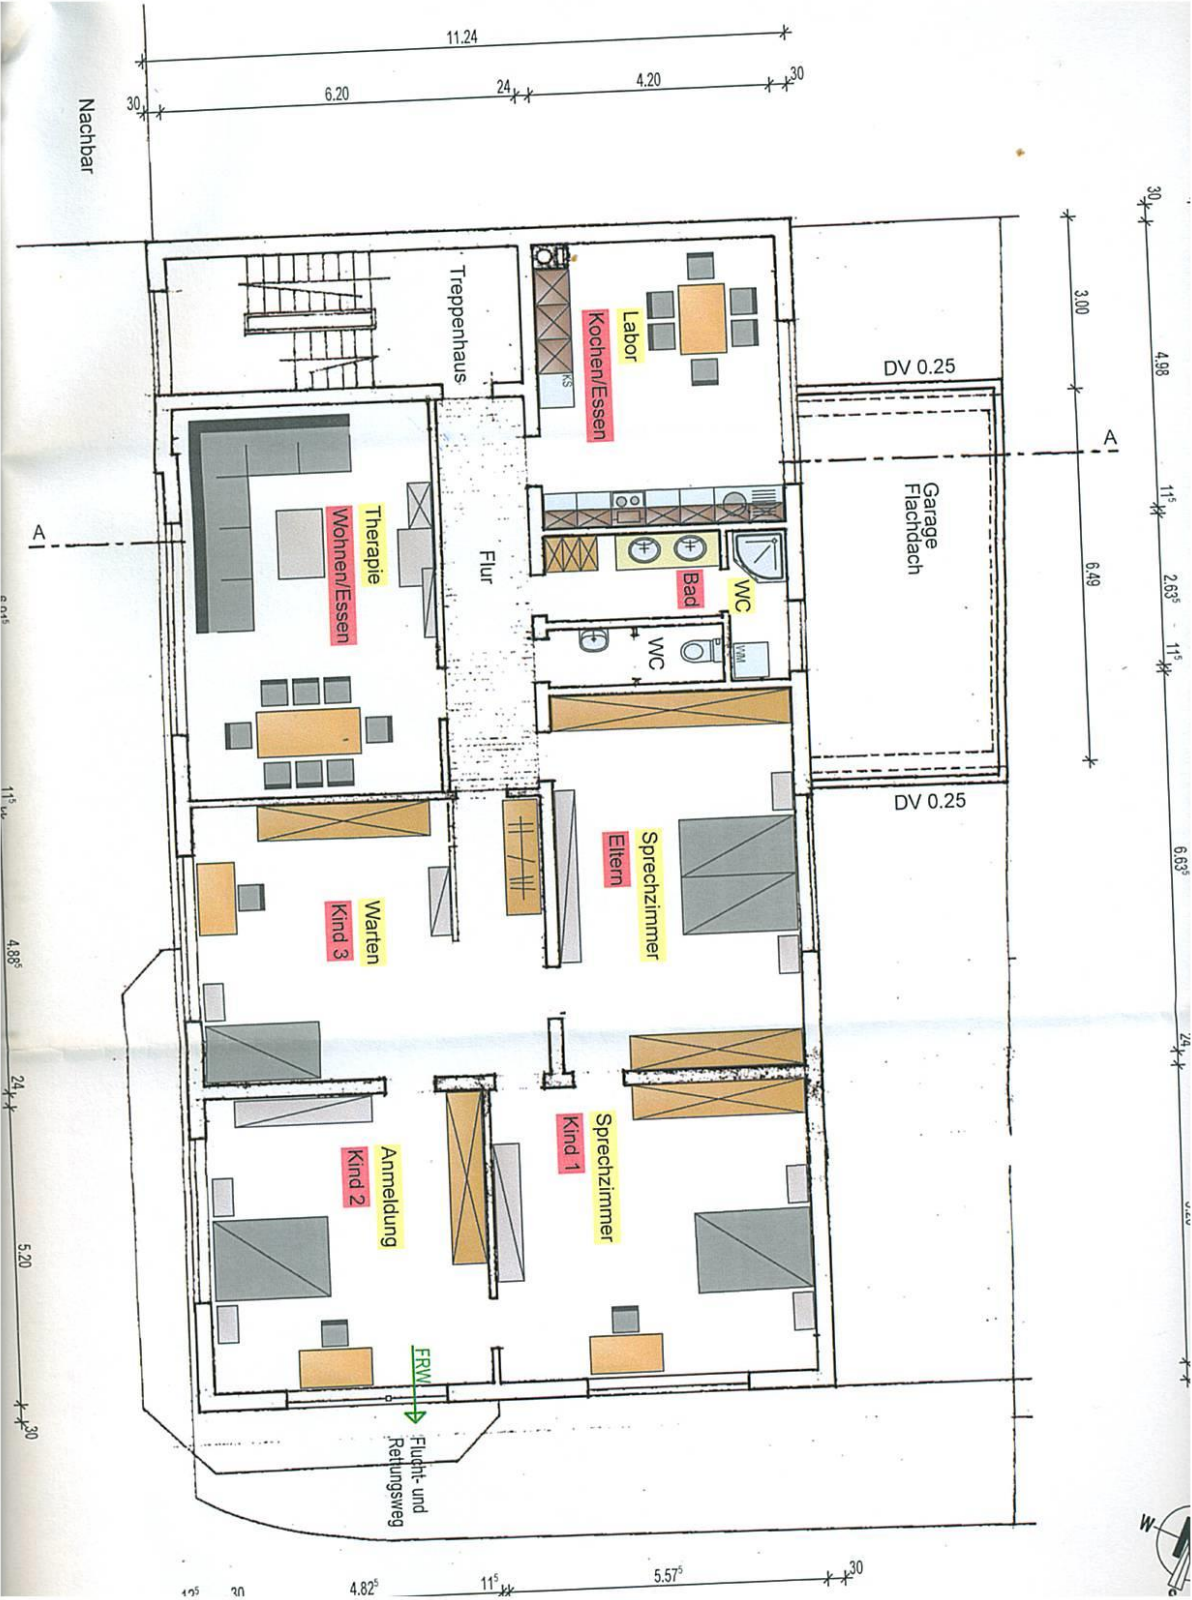 11.24
30
6.20
24
4.20
30
Nachbar
30
3.00
4.98
Treppenhaus
Labor
Kochen/Essen
KS
DV 0.25
A
Garage
Flachdach
11⁵
6.49
2.63⁵
11⁵
A
Therapie
Wohnen/Essen
Flur
Bad
WC
WC
WM
DV 0.25
6.63⁵
11⁵
4.88⁵
24
5.20
30
Sprechzimmer
Eltern
Warten
Kind 3
24
Sprechzimmer
Kind 1
Anmeldung
Kind 2
FRW
Flucht- und
Rettungsweg
W
30
4.82⁵
11⁵
5.57⁵
30